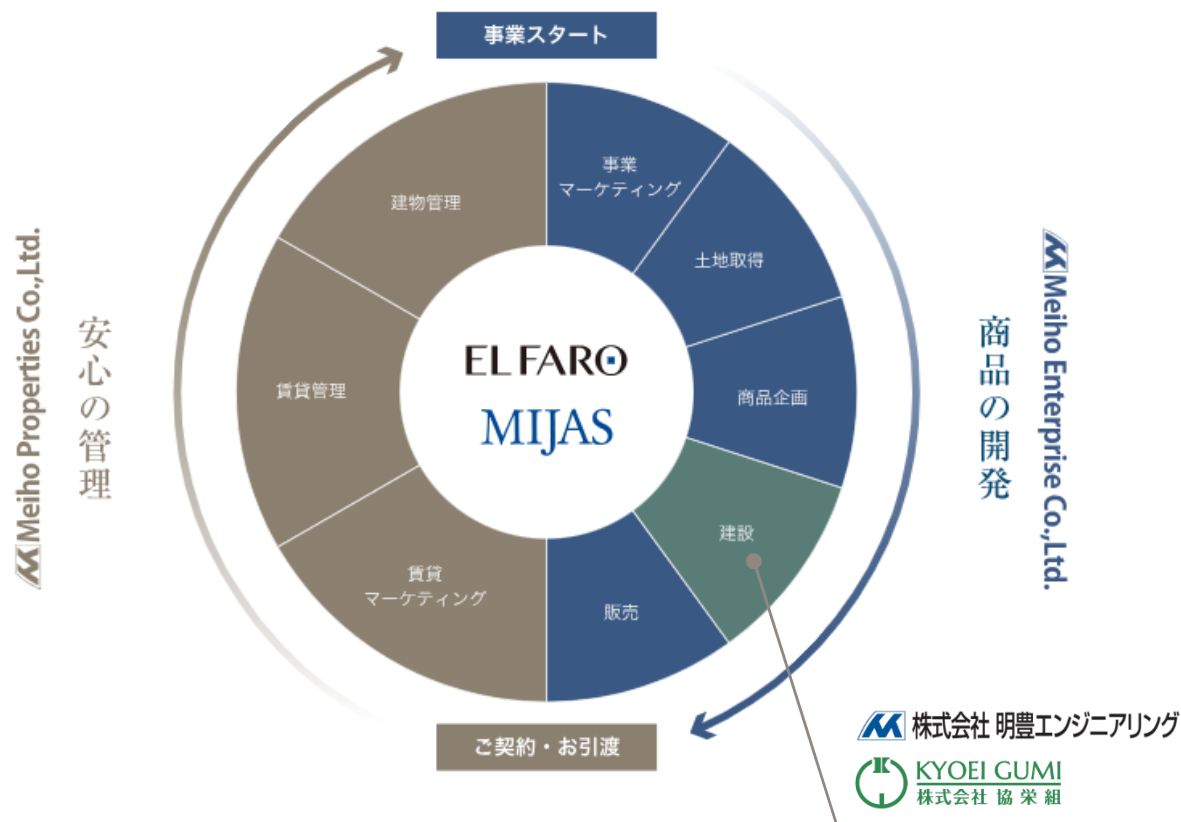 事業スタート
事業
マーケティング
土地取得
商品企画
建設
販売
賃貸
マーケティング
賃貸管理
建物管理
EL FARO
MIJAS
商品の開発
Meiho Enterprise Co.,Ltd.
安心の管理
Meiho Properties Co.,Ltd.
ご契約・お引渡
株式会社 明豊エンジニアリング
KYOEI GUMI
株式会社 協栄組